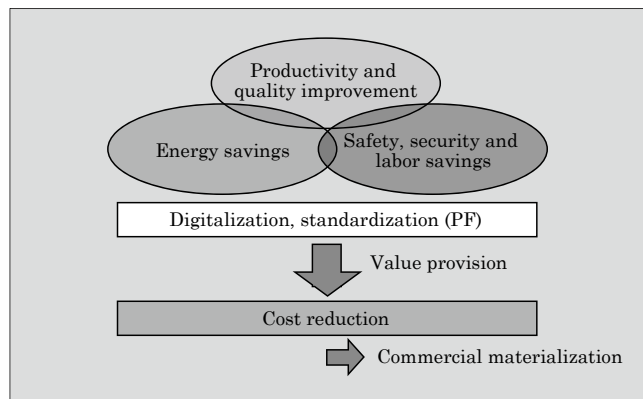 Productivity and
quality improvement
Energy savings
Safety, security and
labor savings
Digitalization, standardization (PF)
Value provision
Cost reduction
Commercial materialization